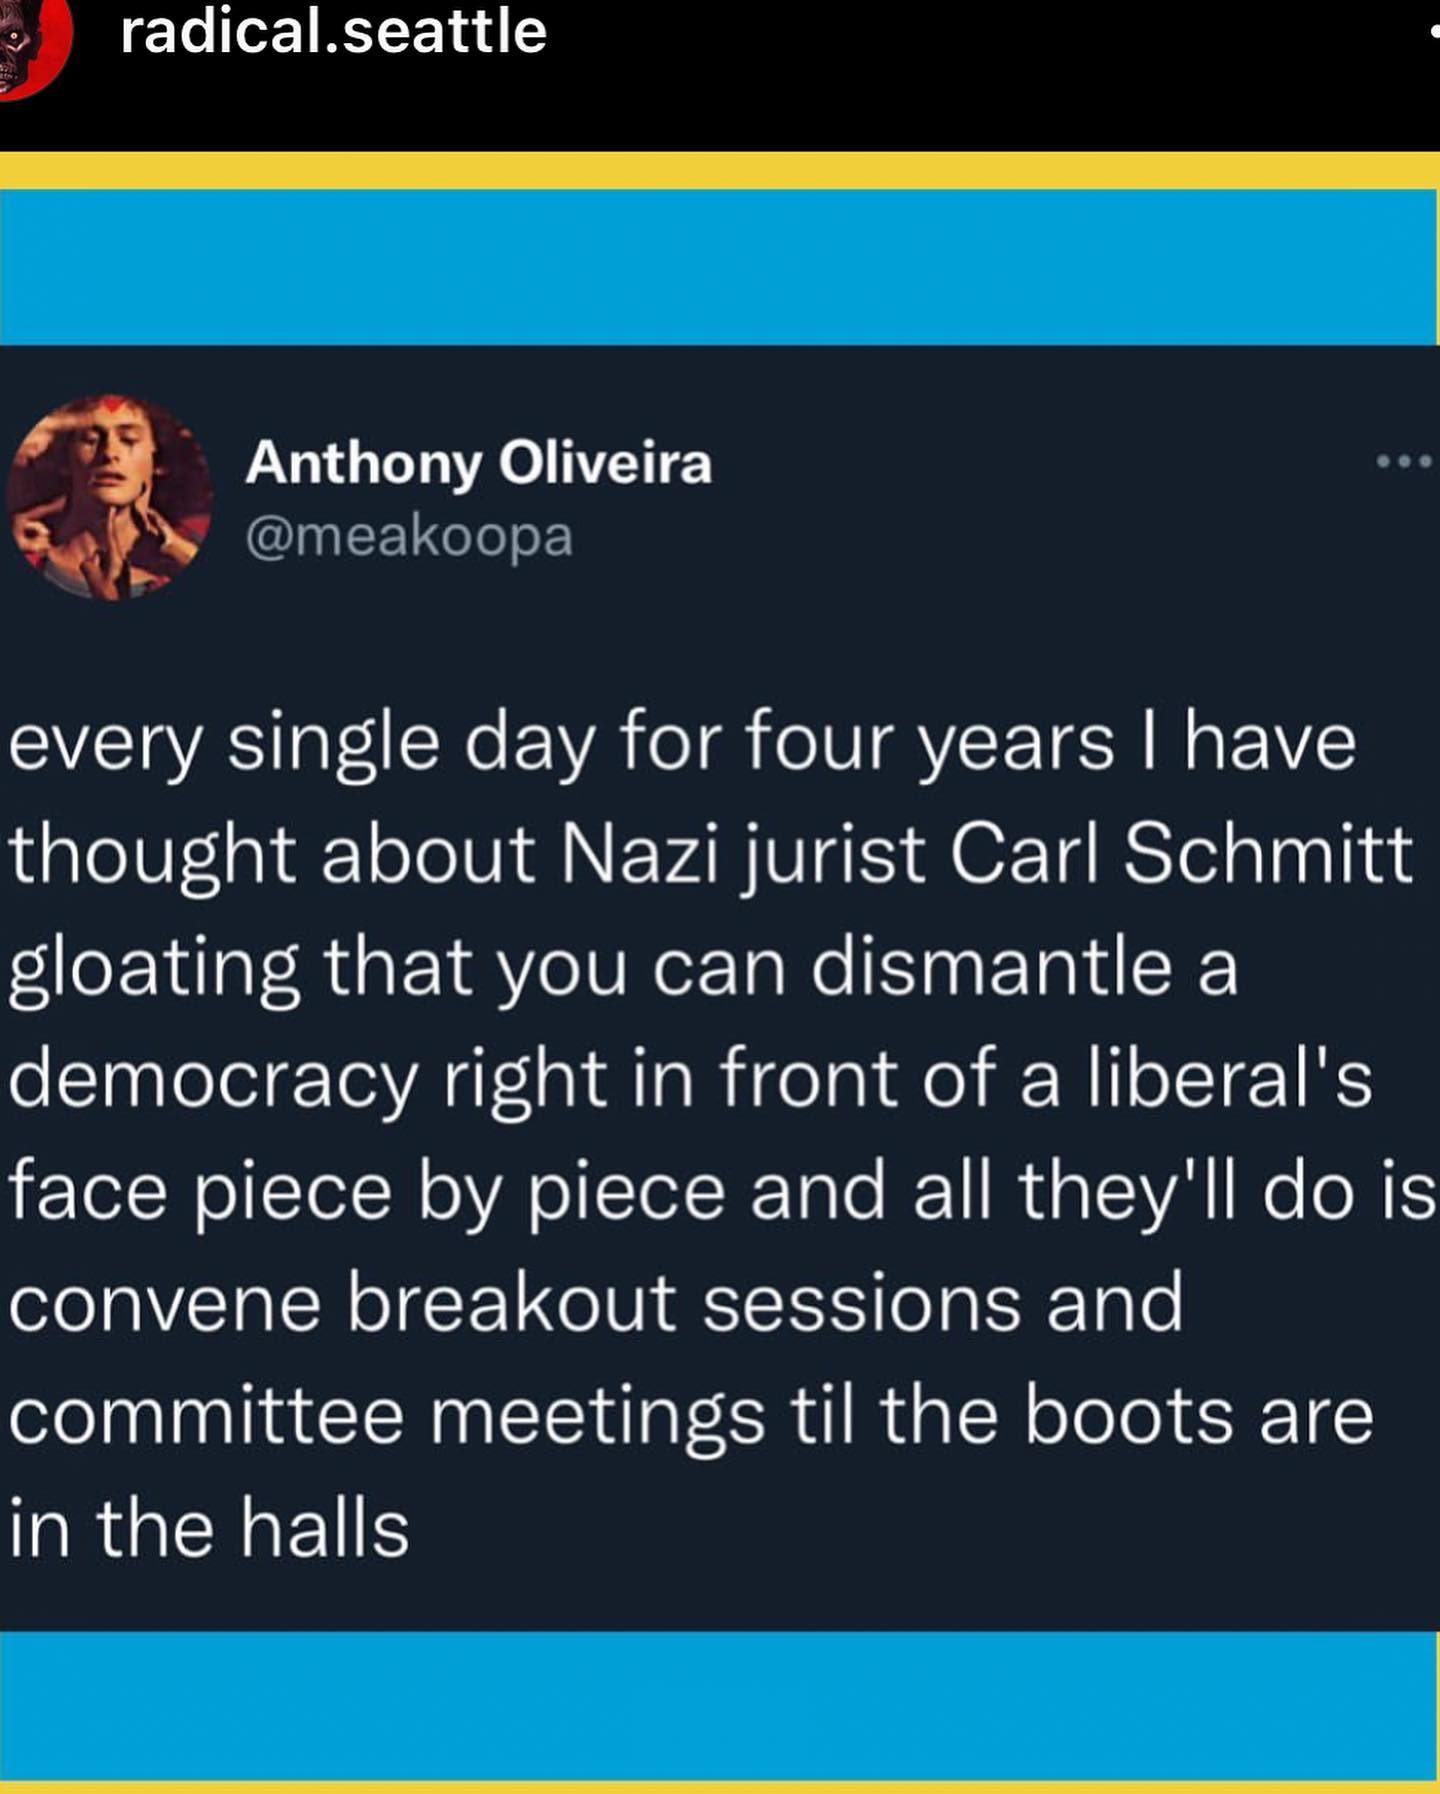 radical.seattle
Anthony Oliveira
@meakoopa
every single day for four years I have
thought about Nazi jurist Carl Schmitt
gloating that you can dismantle a
democracy right in front of a liberal's
face piece by piece and all they'll do is
convene breakout sessions and
committee meetings til the boots are
in the halls